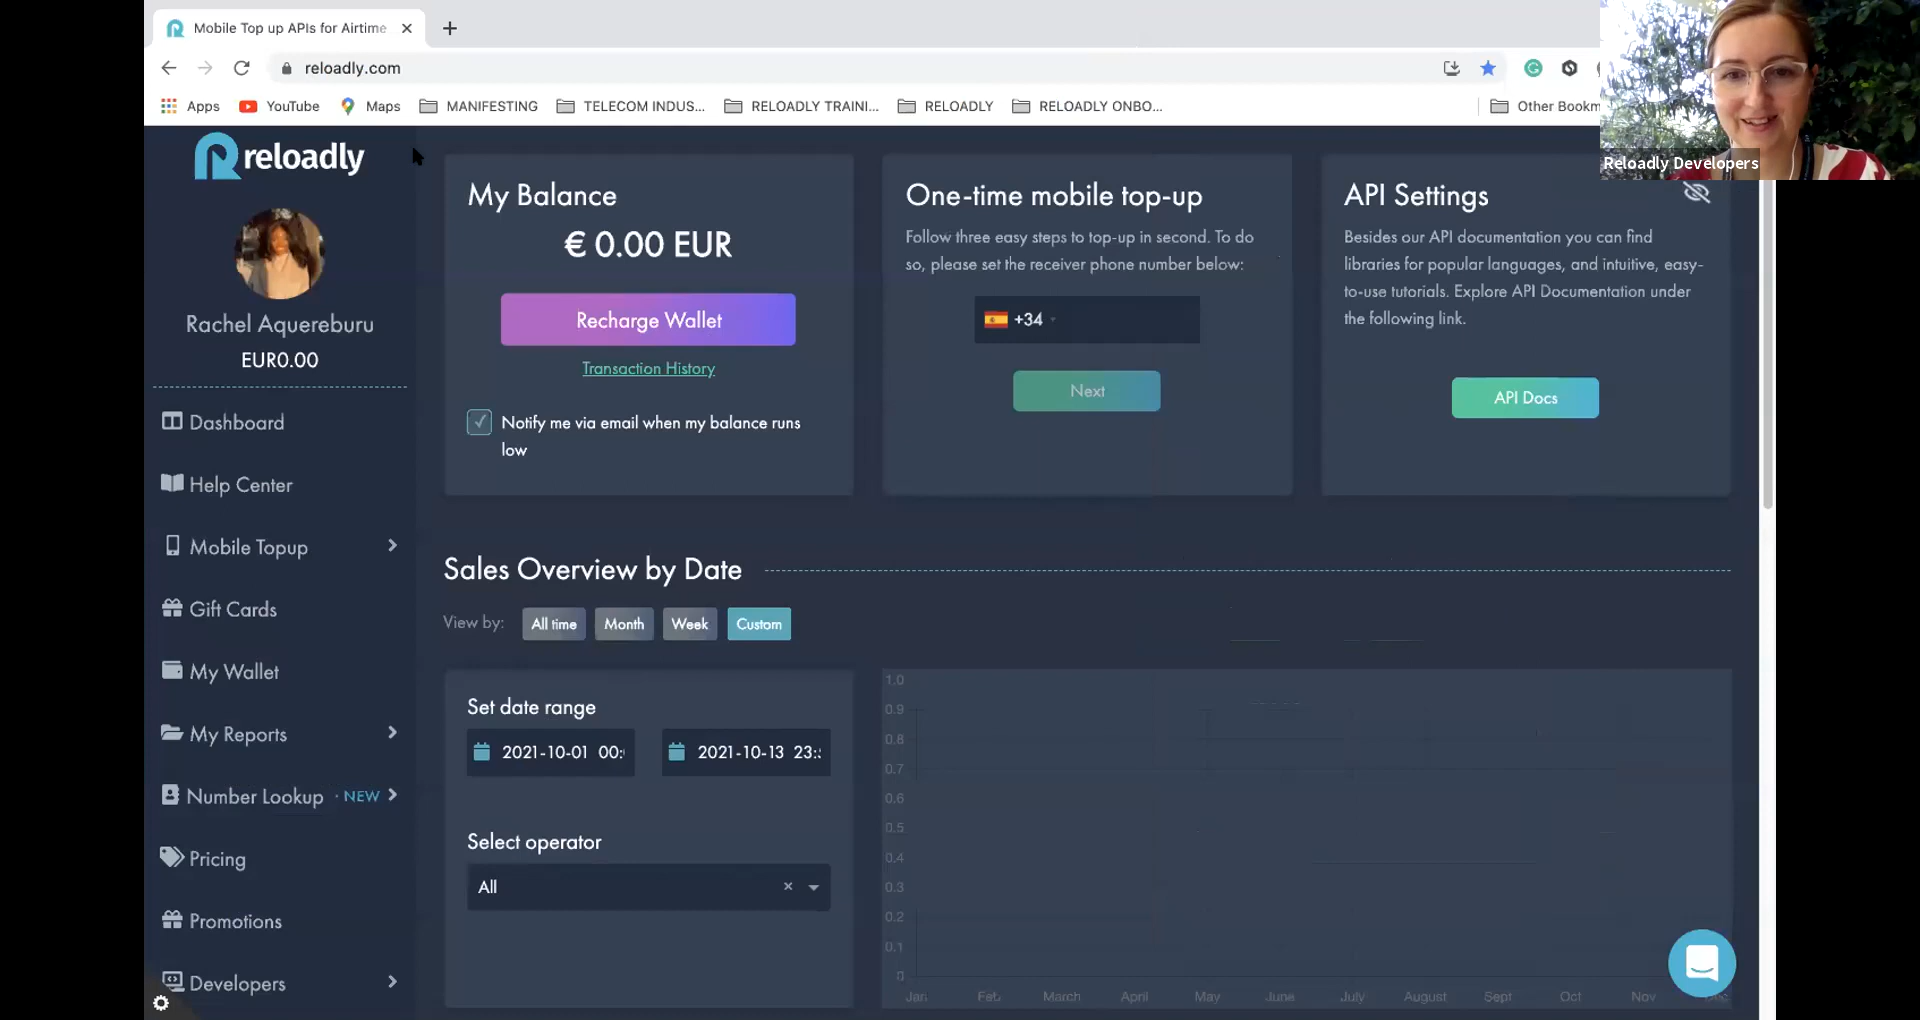 Mobile Top up APIs for Airtime
reloadly.com
Apps YouTube Maps MANIFESTING TELECOM INDUS... RELOADLY TRAINI... RELOADLY RELOADLY ONBO... Other Bookm
Reloadly Developers
reloadly
Rachel Aquereburu
EUR0.00
Dashboard
Help Center
Mobile Topup
Gift Cards
My Wallet
My Reports
Number Lookup · NEW
Pricing
Promotions
Developers
My Balance
€ 0.00 EUR
Recharge Wallet
Transaction History
Notify me via email when my balance runs
low
One-time mobile top-up
Follow three easy steps to top-up in second. To do
so, please set the receiver phone number below:
+34
Next
API Settings
Besides our API documentation you can find
libraries for popular languages, and intuitive, easy-
to-use tutorials. Explore API Documentation under
the following link.
API Docs
Sales Overview by Date
View by: All time Month Week Custom
Set date range
2021-10-01 00: 2021-10-13 23:
Select operator
All
1.0
0.9
0.8
0.7
0.6
0.5
0.4
0.3
0.2
0.1
0
Jan Feb March April May June July August Sept Oct Nov Dec